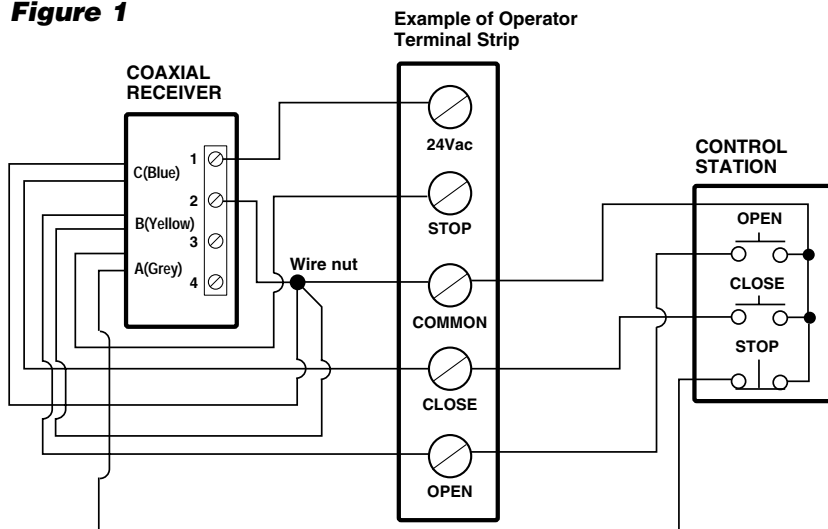 Figure 1
Example of Operator
Terminal Strip
COAXIAL
RECEIVER
1
C(Blue)
2
B(Yellow)
3
A(Grey)
4
Wire nut
24Vac
STOP
COMMON
CLOSE
OPEN
CONTROL
STATION
OPEN
CLOSE
STOP